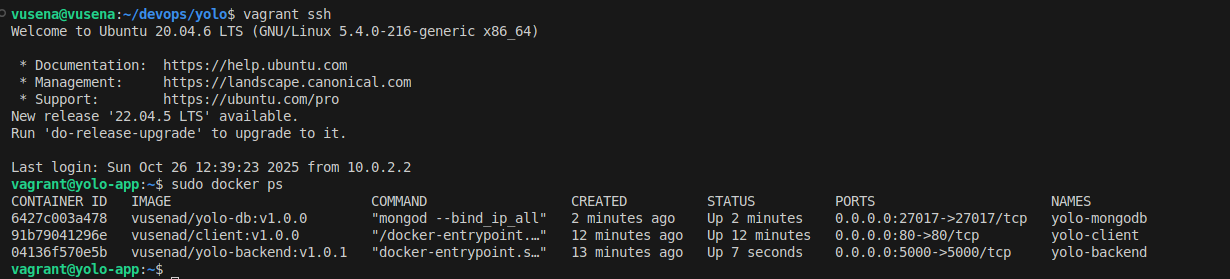 vusena@vusena:~/devops/yolo$ vagrant ssh
Welcome to Ubuntu 20.04.6 LTS (GNU/Linux 5.4.0-216-generic x86_64)
* Documentation:  https://help.ubuntu.com
* Management:     https://landscape.canonical.com
* Support:        https://ubuntu.com/pro
New release '22.04.5 LTS' available.
Run 'do-release-upgrade' to upgrade to it.
Last login: Sun Oct 26 12:39:23 2025 from 10.0.2.2
vagrant@yolo-app:~$ sudo docker ps
CONTAINER ID   IMAGE                         COMMAND                  CREATED          STATUS          PORTS                      NAMES
6427c003a478   vusenad/yolo-db:v1.0.0        "mongod --bind_ip_all"   2 minutes ago    Up 2 minutes    0.0.0.0:27017->27017/tcp   yolo-mongodb
91b79041296e   vusenad/client:v1.0.0         "/docker-entrypoint.…"   12 minutes ago   Up 12 minutes   0.0.0.0:80->80/tcp         yolo-client
04136f570e5b   vusenad/yolo-backend:v1.0.1   "docker-entrypoint.s…"   13 minutes ago   Up 7 seconds    0.0.0.0:5000->5000/tcp     yolo-backend
vagrant@yolo-app:~$